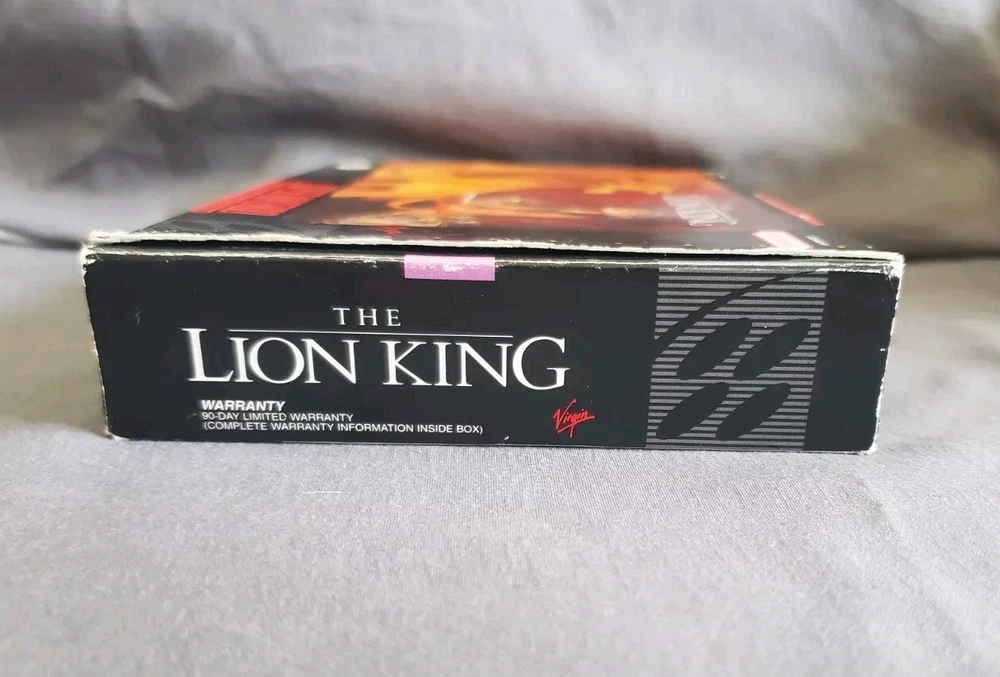 THE
LION KING
WARRANTY
90-DAY LIMITED WARRANTY
(COMPLETE WARRANTY INFORMATION INSIDE BOX)
Virgin